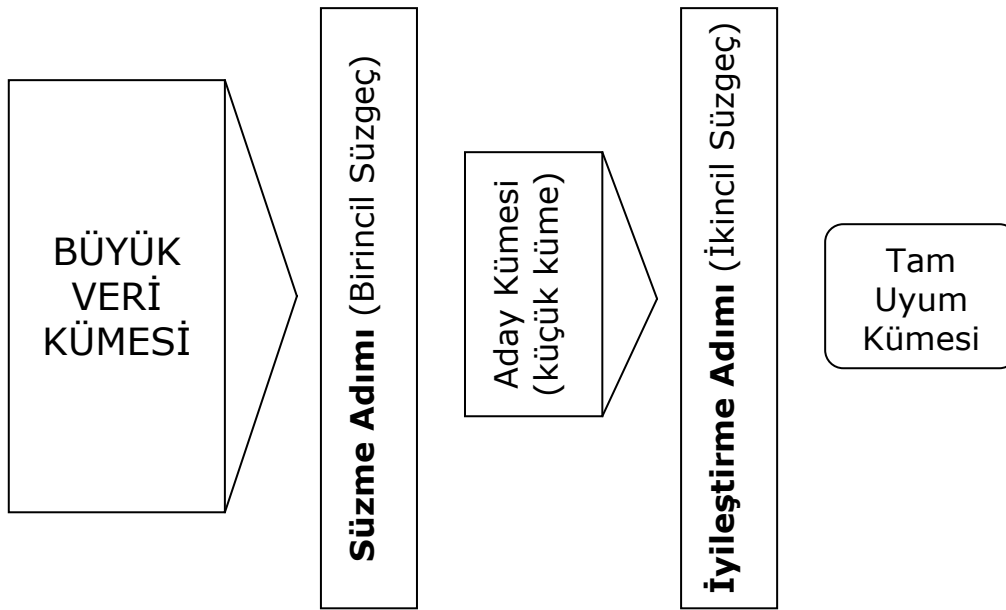 BÜYÜK
VERİ
KÜMESİ
Süzme Adımı (Birincil Süzgeç)
Aday Kümesi
(küçük küme)
İyileştirme Adımı (İkincil Süzgeç)
Tam
Uyum
Kümesi